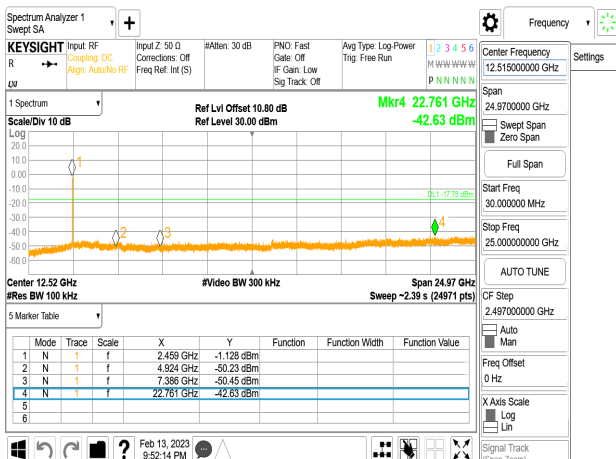 Spectrum Analyzer 1
Swept SA
Frequency
KEYSIGHT
R
LNI
Input: RF
Coupling: DC
Align: Auto/No RF
Input Z: 50 Ω
Corrections: Off
Freq Ref: Int (S)
#Atten: 30 dB
PNO: Fast
Gate: Off
IF Gain: Low
Sig Track: Off
Avg Type: Log-Power
Trig: Free Run
1 2 3 4 5 6
M W W W W W
P N N N N N
1 Spectrum
Scale/Div 10 dB
Ref Lvl Offset 10.80 dB
Ref Level 30.00 dBm
Mkr4 22.761 GHz
-42.63 dBm
Log
20.0
10.0
0.00
-10.0
-20.0
-30.0
-40.0
-50.0
-60.0
1
2
3
4
DL1 -17.78 dBm
Center 12.52 GHz
#Res BW 100 kHz
#Video BW 300 kHz
Span 24.97 GHz
Sweep ~2.39 s (24971 pts)
5 Marker Table
Mode Trace Scale X Y Function Function Width Function Value
1 N 1 f 2.459 GHz -1.128 dBm
2 N 1 f 4.924 GHz -50.23 dBm
3 N 1 f 7.386 GHz -50.45 dBm
4 N 1 f 22.761 GHz -42.63 dBm
5
6
?
Feb 13, 2023
9:52:14 PM
Center Frequency
12.515000000 GHz
Settings
Span
24.9700000 GHz
Swept Span
Zero Span
Full Span
Start Freq
30.000000 MHz
Stop Freq
25.000000000 GHz
AUTO TUNE
CF Step
2.497000000 GHz
Auto
Man
Freq Offset
0 Hz
X Axis Scale
Log
Lin
Signal Track
(Span Zoom)